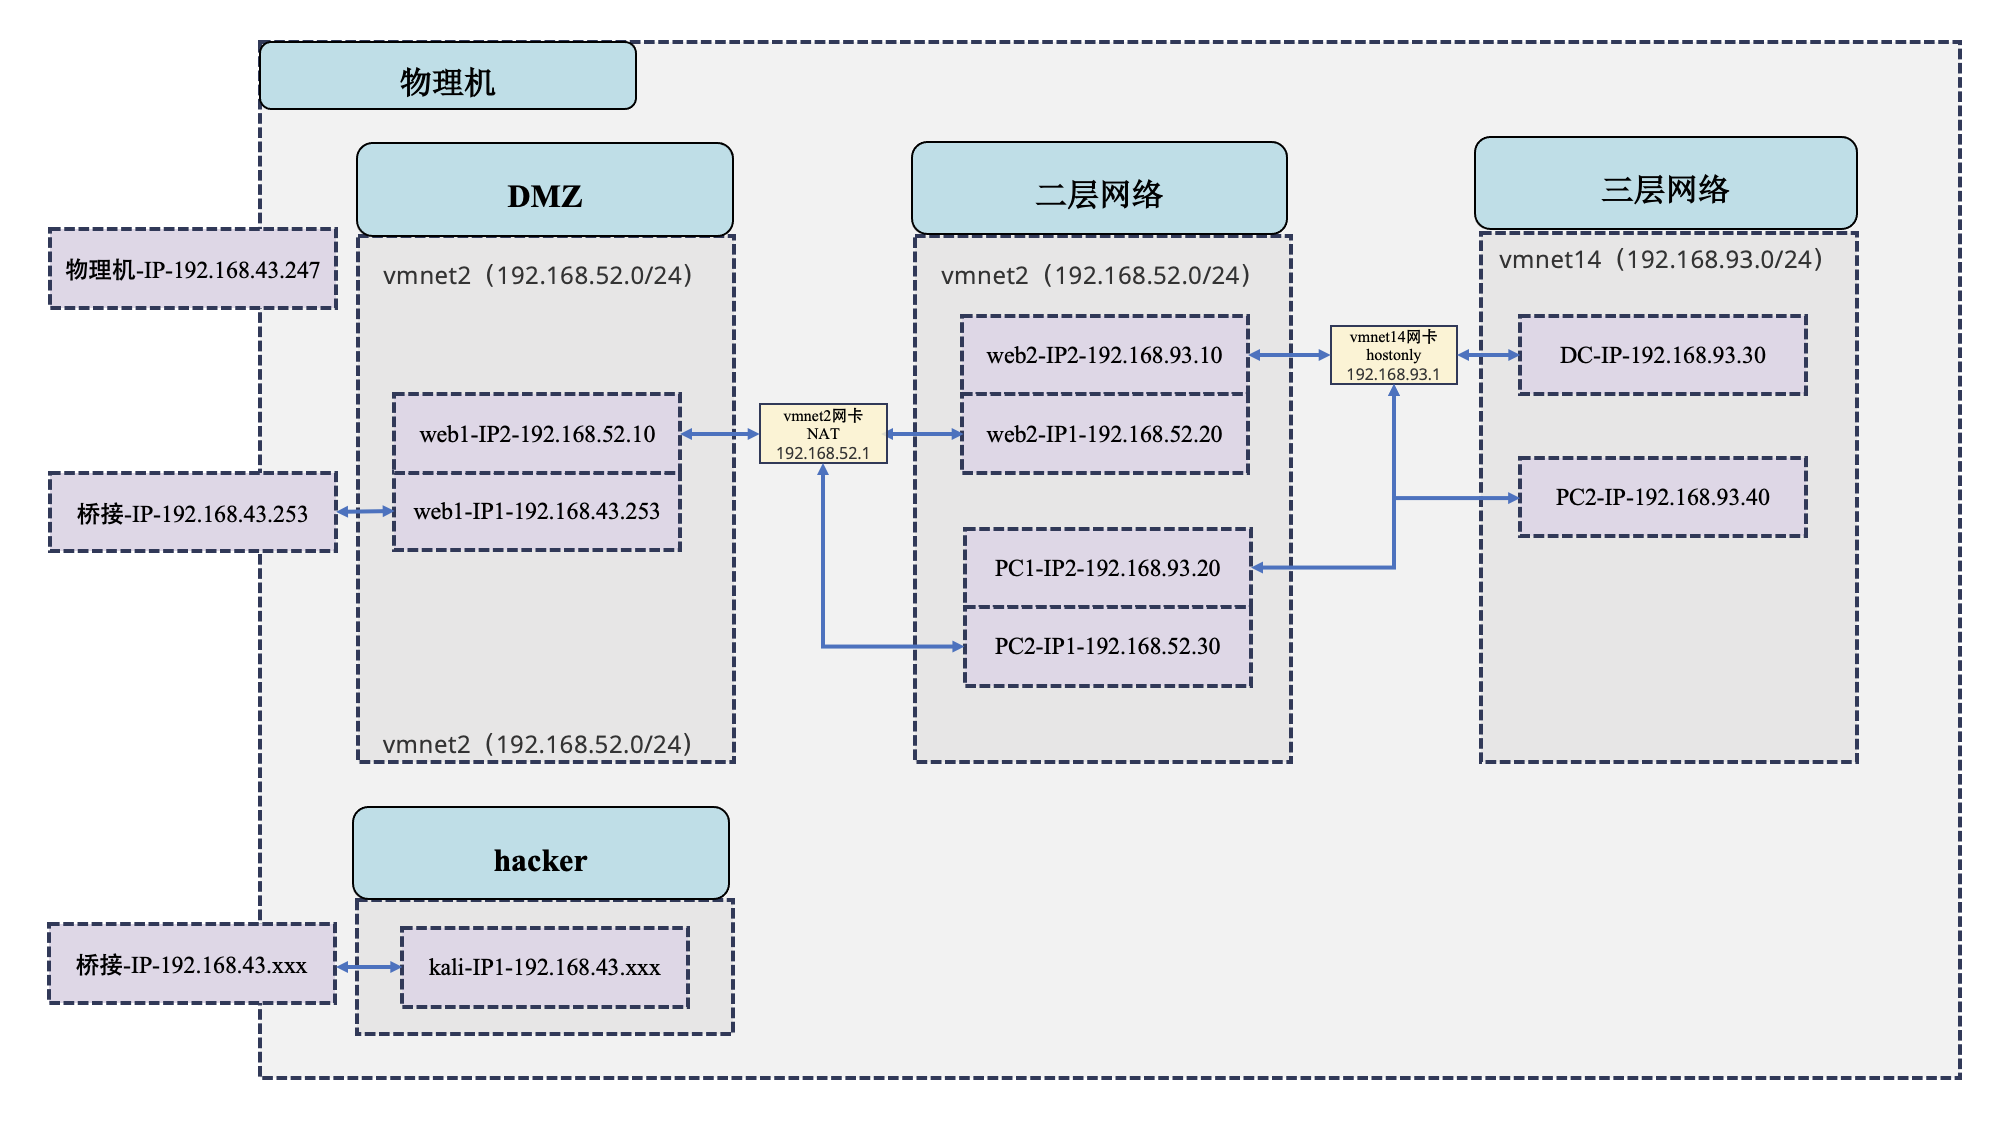 物理机
物理机-IP-192.168.43.247
桥接-IP-192.168.43.253
DMZ
vmnet2（192.168.52.0/24）
web1-IP2-192.168.52.10
web1-IP1-192.168.43.253
vmnet2（192.168.52.0/24）
vmnet2网卡
NAT
192.168.52.1
二层网络
vmnet2（192.168.52.0/24）
web2-IP2-192.168.93.10
web2-IP1-192.168.52.20
PC1-IP2-192.168.93.20
PC2-IP1-192.168.52.30
vmnet14网卡
hostonly
192.168.93.1
三层网络
vmnet14（192.168.93.0/24）
DC-IP-192.168.93.30
PC2-IP-192.168.93.40
hacker
桥接-IP-192.168.43.xxx
kali-IP1-192.168.43.xxx